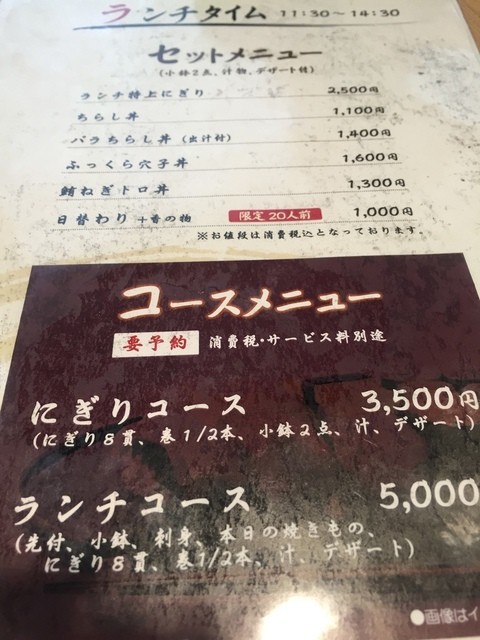 ランチタイム 11:30~14:30
セットメニュー
(小鉢2点、汁物、デザート付)
ランチ特上にぎり 2,500円
ちらし丼 1,100円
バラちらし丼 (出汁付) 1,400円
ふっくら穴子丼 1,600円
鮪ねぎトロ丼 1,300円
日替わり +香の物 限定20人前 1,000円
※お値段は消費税込となっております。
コースメニュー
要予約 消費税・サービス料別途
にぎりコース 3,500円
(にぎり8貫、巻1/2本、小鉢2点、汁、デザート)
ランチコース 5,000
(先付、小鉢、刺身、本日の焼きもの、
にぎり8貫、巻1/2本、汁、デザート)
●画像はイ